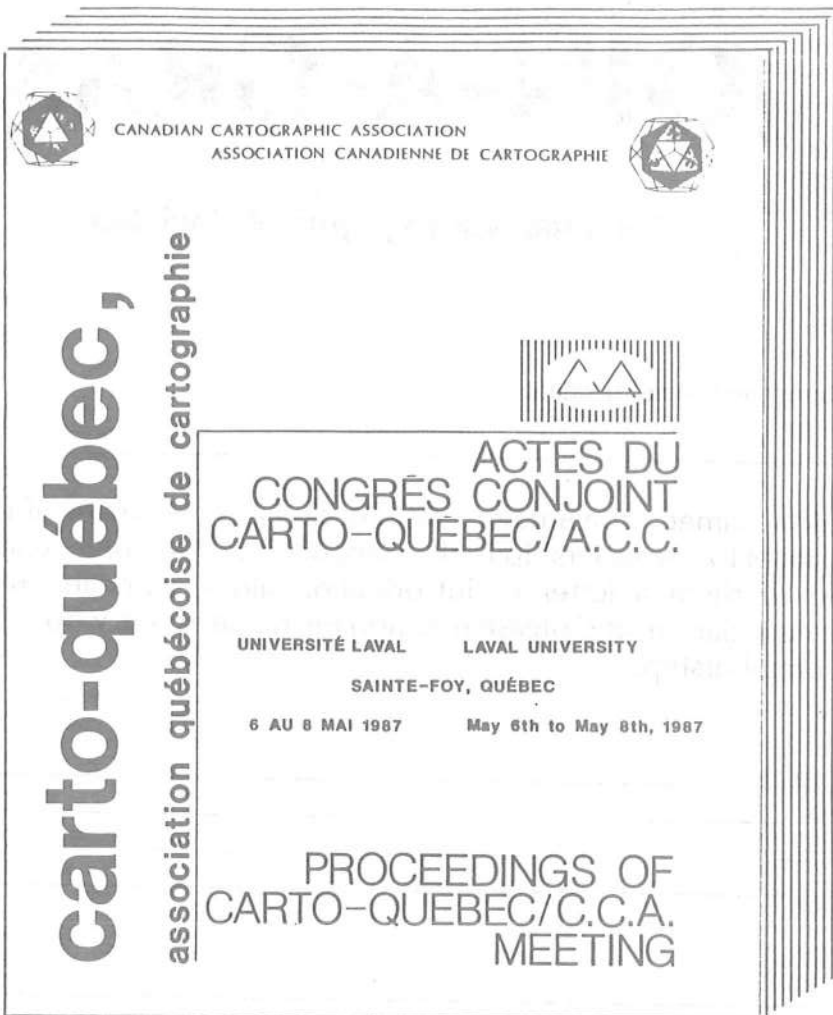 CANADIAN CARTOGRAPHIC ASSOCIATION
ASSOCIATION CANADIENNE DE CARTOGRAPHIE
carto-québec,
association québécoise de cartographie
ACTES DU
CONGRÈS CONJOINT
CARTO-QUÉBEC/A.C.C.
UNIVERSITÉ LAVAL LAVAL UNIVERSITY
SAINTE-FOY, QUÉBEC
6 AU 8 MAI 1987 May 6th to May 8th, 1987
PROCEEDINGS OF
CARTO-QUEBEC/C.C.A.
MEETING